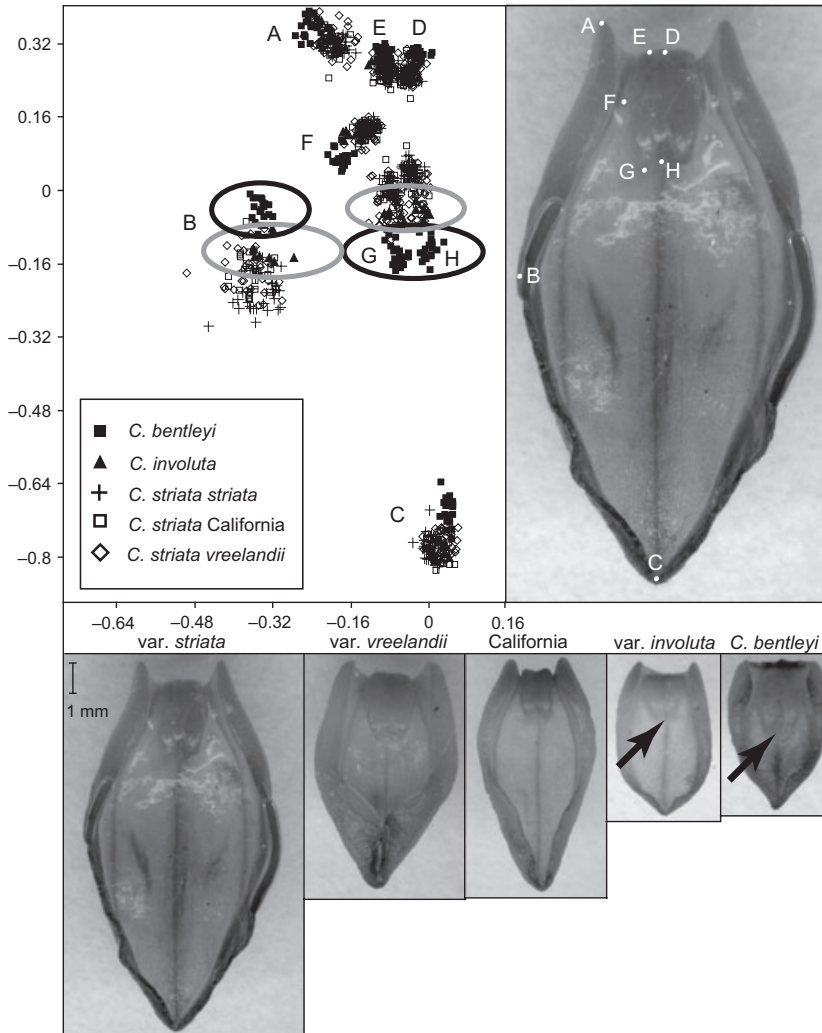 0.32
0.16
0
–0.16
–0.32
–0.48
–0.64
–0.8
A
E D
F
B
G H
C
C. bentleyi
C. involuta
C. striata striata
C. striata California
C. striata vreelandii
–0.64 –0.48 –0.32 –0.16 0 0.16
A
E D
F
G H
B
C
var. striata
var. vreelandii
California
var. involuta
C. bentleyi
1 mm